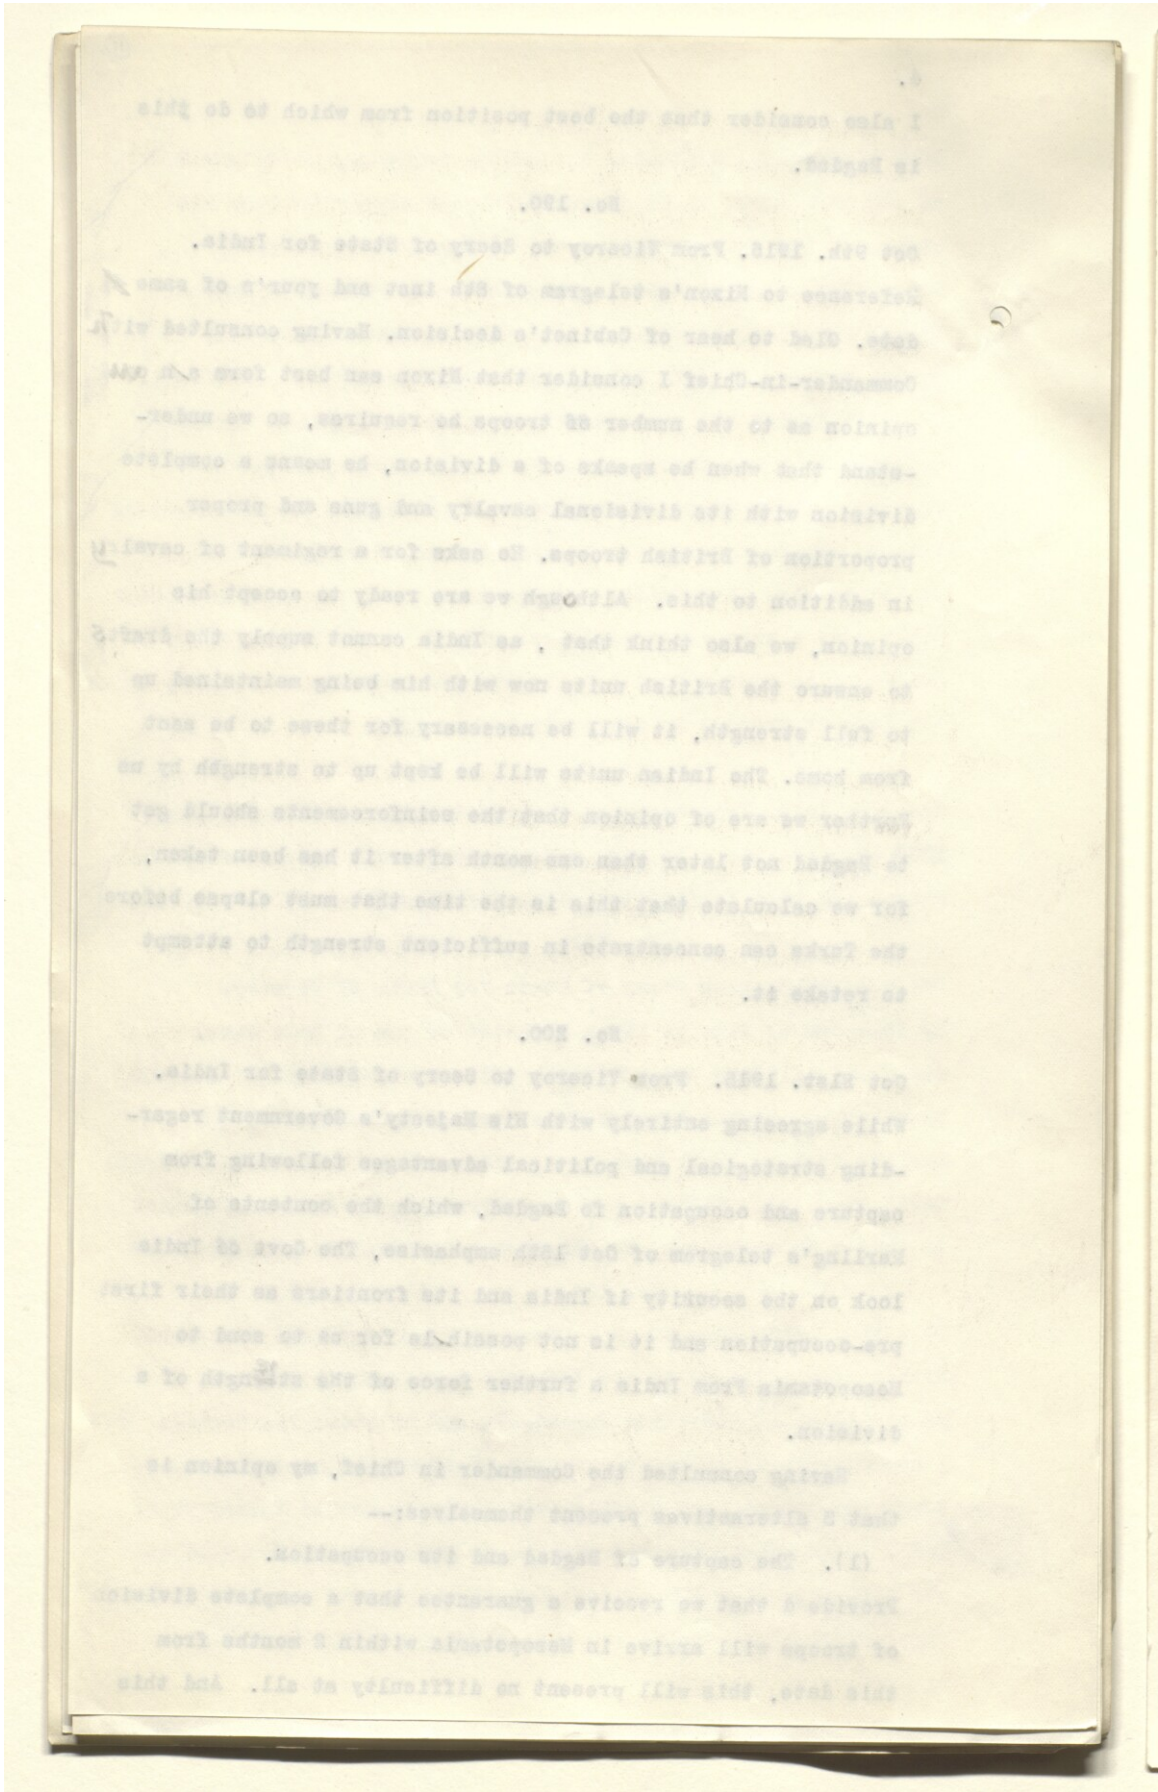 4.
I also consider that the best position from which to do this
is Bagdad.
No. 190.
Oct 9th. 1915. From Viceroy to Secry of State for India.
Reference to Nixon's telegram of 8th inst and your'n of same
date. Glad to hear of Cabinet's decision. Having consulted with
Commander-in-Chief I consider that Nixon can best form an
opinion as to the number of troops he requires, so we under-
-stand that when he speaks of a division, he meant a complete
division with its divisional cavalry and guns and proper
proportion of British troops. He asks for a regiment of cavalry
in addition to this. Although we are ready to accept his
opinion, we also think that , as India cannot supply the drafts
to ensure the British units now with him being maintained up
to full strength, it will be necessary for these to be sent
from home. The Indian units will be kept up to strength by us
Further we are of opinion that the reinforcements should get
to Bagdad not later than one month after it has been taken,
for we calculate that this is the time that must elapse before
the Turks can concentrate in sufficient strength to attempt
to retake it.
No. 200.
Oct 21st. 1915. From Viceroy to Secry of State for India.
While agreeing entirely with His Majesty's Government regar-
-ding strategical and political advantages following from
capture and occupation fo Bagdad, which the contents of
Marling's telegram of Oct 15th emphasise, The Govt of India
look on the security if India and its frontiers as their first
pre-occupation and it is not possible for us to send to
Mesopotamia From India a further force of the strength of a
division.
Having consulted the Commander in Chief, my opinion is
that 2 alternatives present themselves:--
(1). The capture of Bagdad and its occupation.
Provide d that we receive a guarantee that a complete division
of troops will arrive in Mesopotamia within 2 months from
this date, this will present no difficulty at all. And this